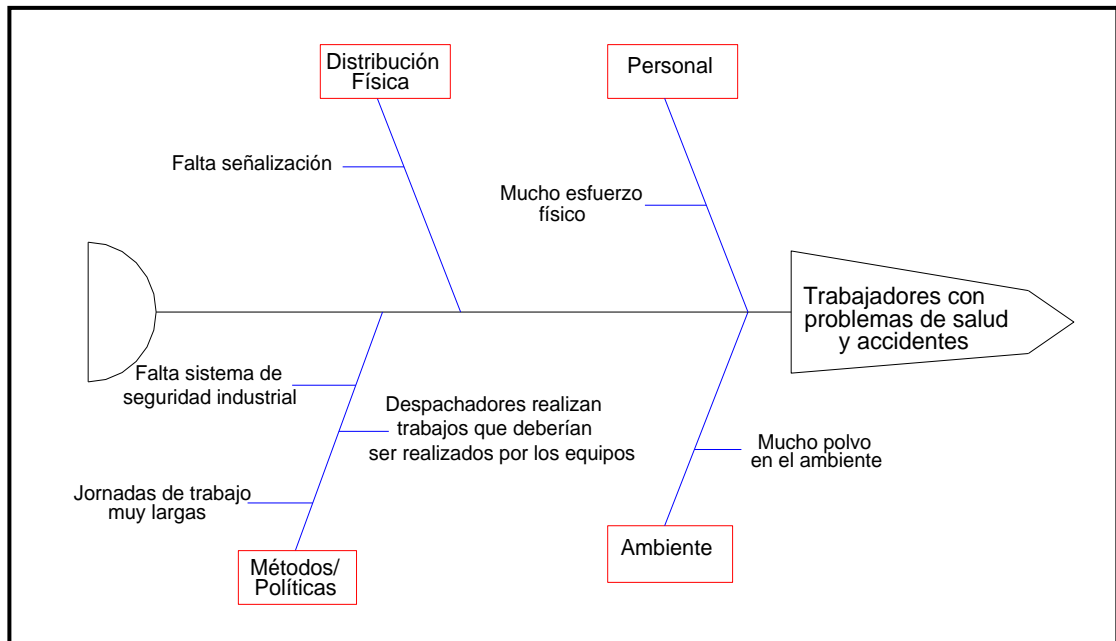 Distribución
Física
Personal
Falta señalización
Mucho esfuerzo
físico
Trabajadores con
problemas de salud
y accidentes
Falta sistema de
seguridad industrial
Despachadores realizan
trabajos que deberían
ser realizados por los equipos
Mucho polvo
en el ambiente
Jornadas de trabajo
muy largas
Métodos/
Políticas
Ambiente